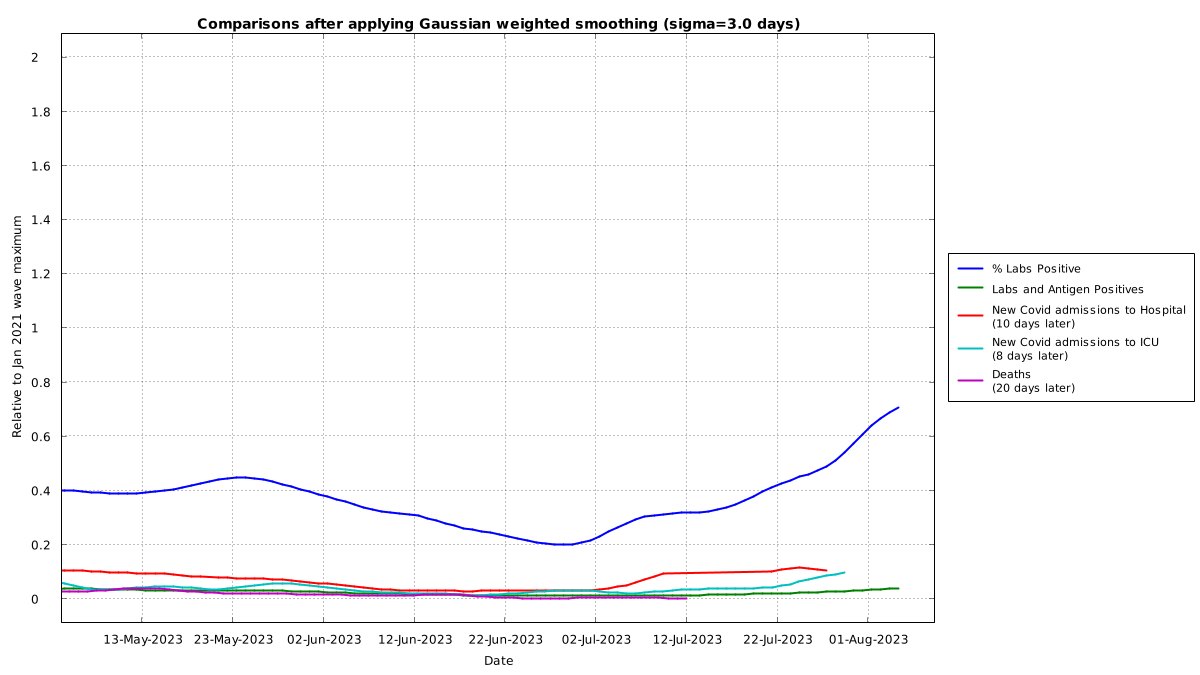 Comparisons after applying Gaussian weighted smoothing (sigma=3.0 days)
Relative to Jan 2021 wave maximum
2
1.8
1.6
1.4
1.2
1
0.8
0.6
0.4
0.2
0
13-May-2023 23-May-2023 02-Jun-2023 12-Jun-2023 22-Jun-2023 02-Jul-2023 12-Jul-2023 22-Jul-2023 01-Aug-2023
Date
% Labs Positive
Labs and Antigen Positives
New Covid admissions to Hospital
(10 days later)
New Covid admissions to ICU
(8 days later)
Deaths
(20 days later)